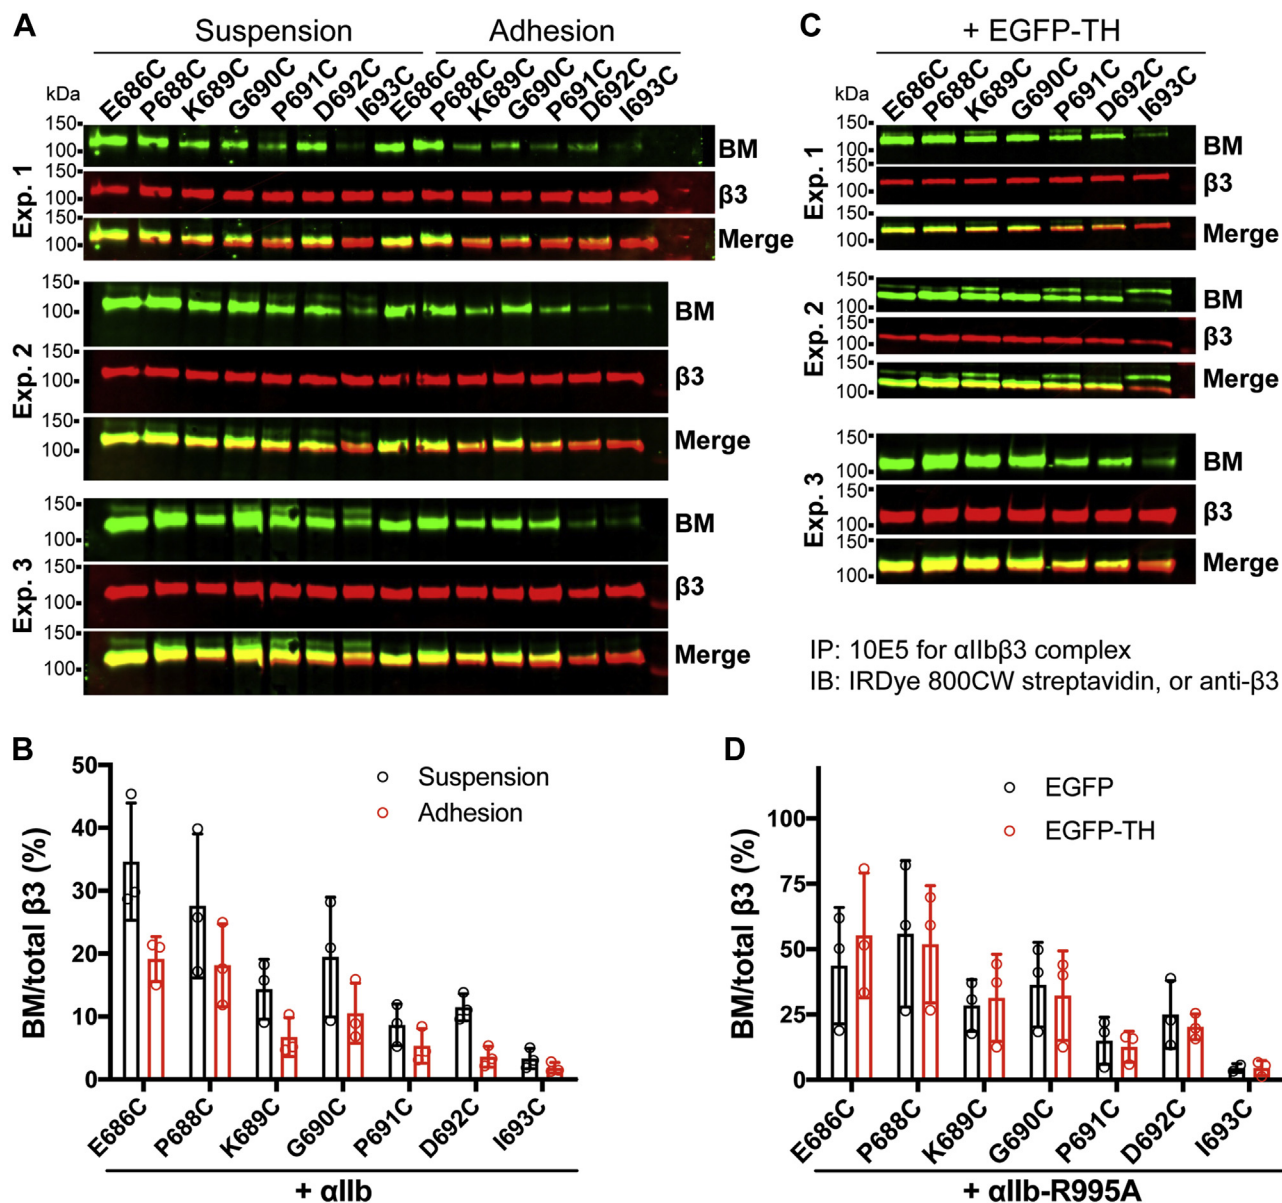 A
Suspension Adhesion
kDa E686C P688C K689C G690C P691C D692C I693C E686C P688C K689C G690C P691C D692C I693C
Exp. 1
150
100
BM
150
100
β3
150
100
Merge
Exp. 2
150
100
BM
150
100
β3
150
100
Merge
Exp. 3
150
100
BM
150
100
β3
150
100
Merge
C
+ EGFP-TH
kDa E686C P688C K689C G690C P691C D692C I693C
Exp. 1
150
100
BM
150
100
β3
150
100
Merge
Exp. 2
150
100
BM
150
100
β3
150
100
Merge
Exp. 3
150
100
BM
150
100
β3
150
100
Merge
IP: 10E5 for αIIbβ3 complex
IB: IRDye 800CW streptavidin, or anti-β3
B
BM/total β3 (%)
50
40
30
20
10
0
Suspension
Adhesion
E686C P688C K689C G690C P691C D692C I693C
+ αIIb
D
BM/total β3 (%)
100
75
50
25
0
EGFP
EGFP-TH
E686C P688C K689C G690C P691C D692C I693C
+ αIIb-R995A